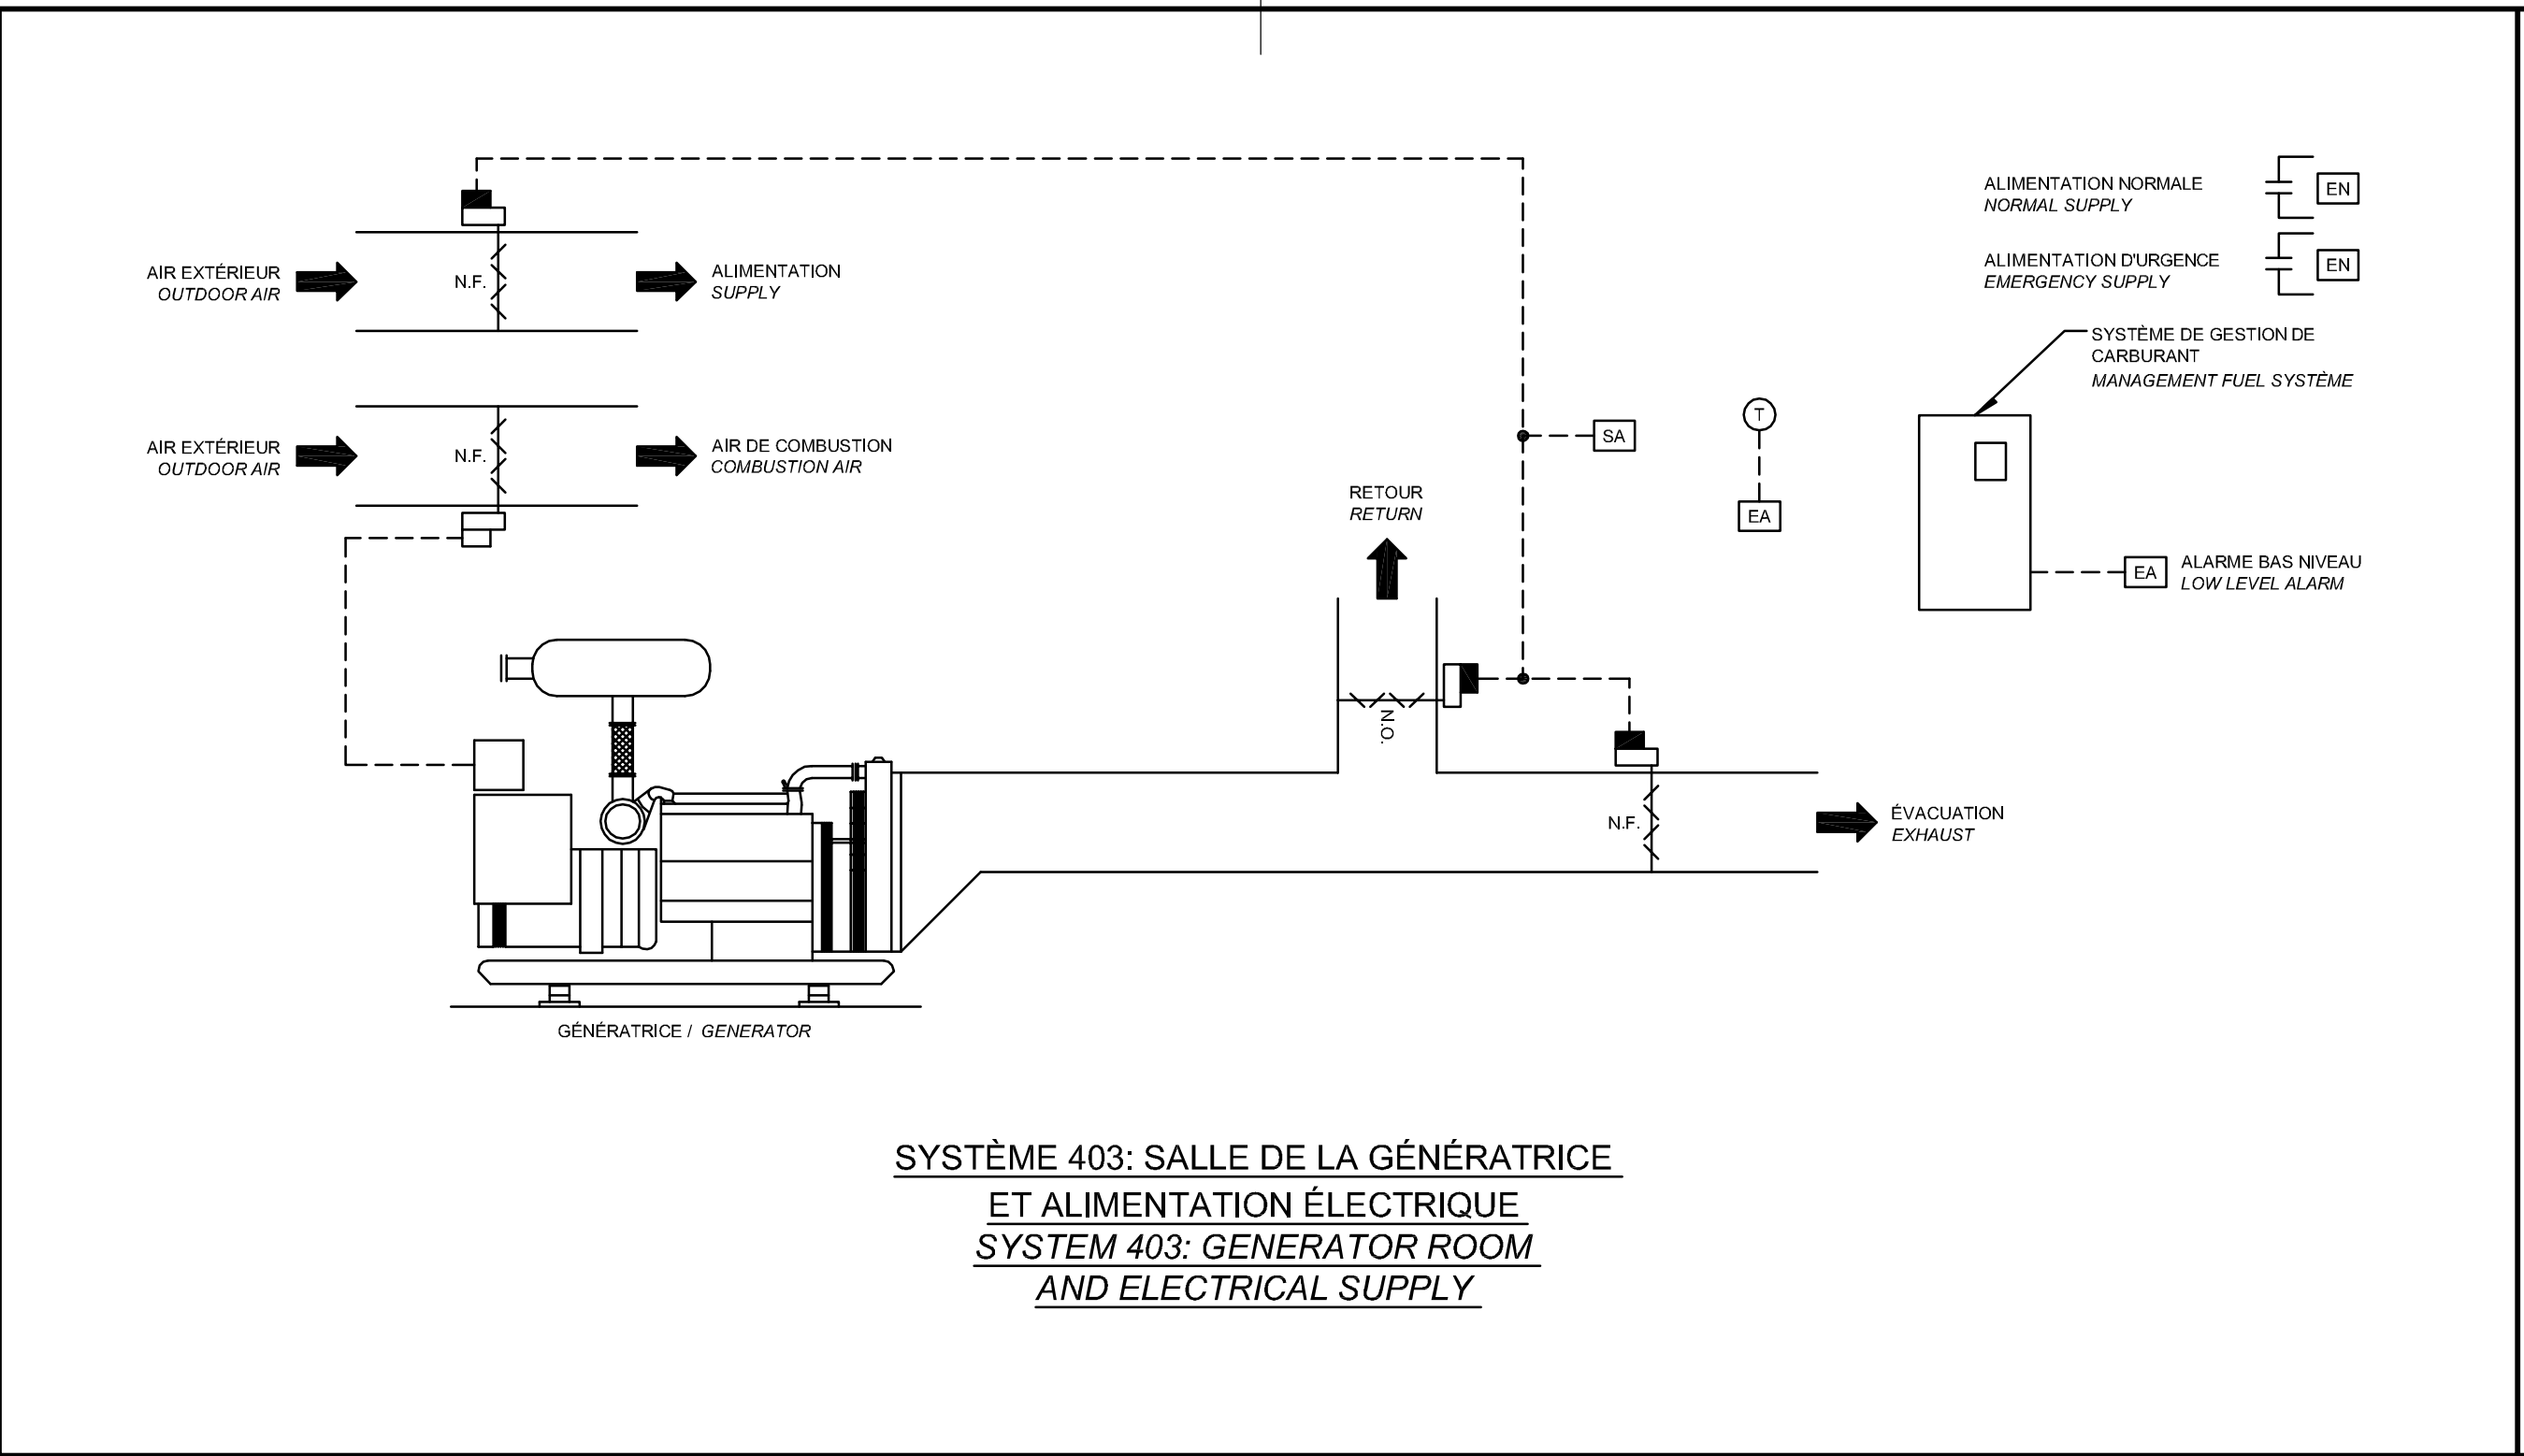 AIR EXTÉRIEUR
OUTDOOR AIR
N.F.
ALIMENTATION
SUPPLY
AIR EXTÉRIEUR
OUTDOOR AIR
N.F.
AIR DE COMBUSTION
COMBUSTION AIR
ALIMENTATION NORMALE
NORMAL SUPPLY
EN
ALIMENTATION D'URGENCE
EMERGENCY SUPPLY
EN
SYSTÈME DE GESTION DE
CARBURANT
MANAGEMENT FUEL SYSTÈME
SA
T
EA
RETOUR
RETURN
EA
ALARME BAS NIVEAU
LOW LEVEL ALARM
N.O.
N.F.
ÉVACUATION
EXHAUST
GÉNÉRATRICE / GENERATOR
SYSTÈME 403: SALLE DE LA GÉNÉRATRICE
ET ALIMENTATION ÉLECTRIQUE
SYSTEM 403: GENERATOR ROOM
AND ELECTRICAL SUPPLY